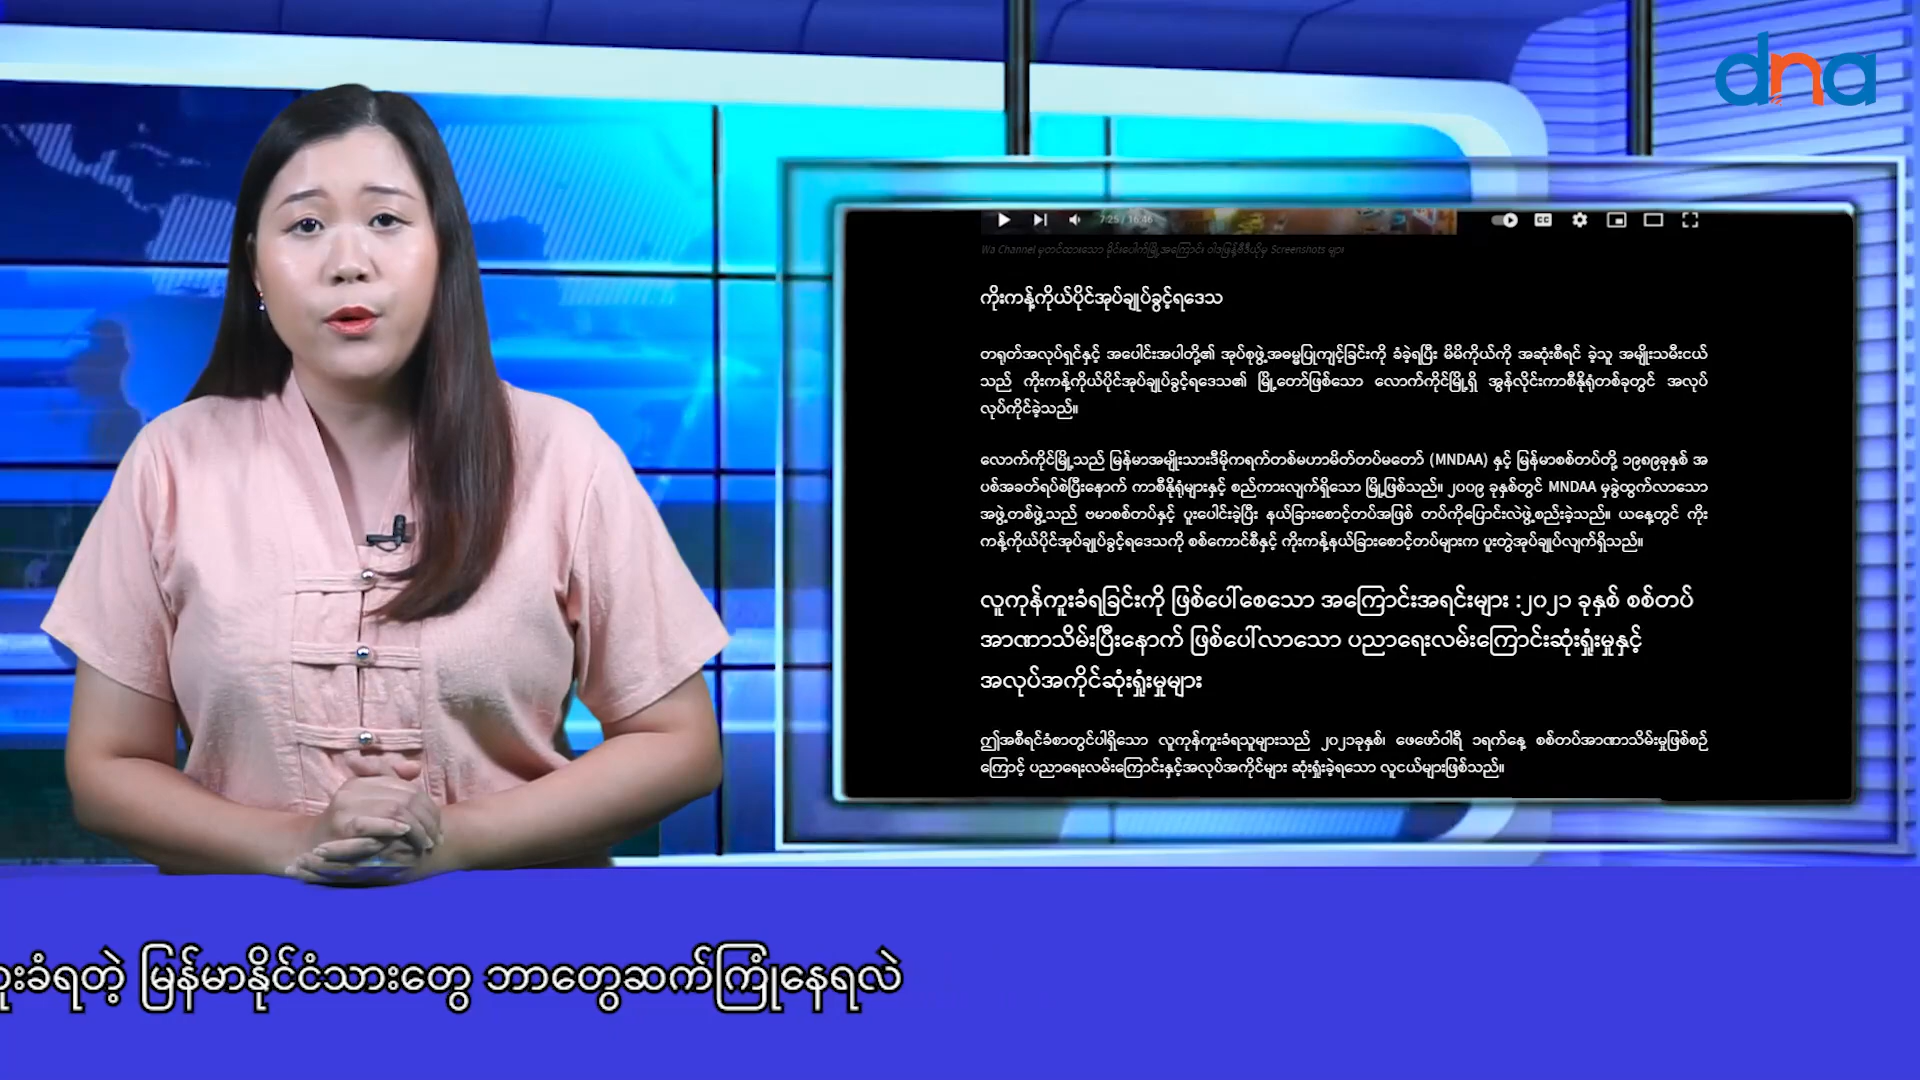 dna
7:25 / 16:46
CC
Wa Channel မှတင်ထားသော မိုင်းပေါက်မြို့အကြောင်း ဝါဒဖြန့်ဗီဒီယိုမှ Screenshots များ
ကိုးကန့်ကိုယ်ပိုင်အုပ်ချုပ်ခွင့်ရဒေသ
တရုတ်အလုပ်ရှင်နှင့် အပေါင်းအပါတို့၏ အုပ်စုဖွဲ့အဓမ္မပြုကျင့်ခြင်းကို ခံခဲ့ရပြီး မိမိကိုယ်ကို အဆုံးစီရင် ခဲ့သူ အမျိုးသမီးငယ်
သည် ကိုးကန့်ကိုယ်ပိုင်အုပ်ချုပ်ခွင့်ရဒေသ၏ မြို့တော်ဖြစ်သော လောက်ကိုင်မြို့ရှိ အွန်လိုင်းကာစီနိုရုံတစ်ခုတွင် အလုပ်
လုပ်ကိုင်ခဲ့သည်။
လောက်ကိုင်မြို့သည် မြန်မာအမျိုးသားဒီမိုကရက်တစ်မဟာမိတ်တပ်မတော် (MNDAA) နှင့် မြန်မာစစ်တပ်တို့ ၁၉၈၉ခုနှစ် အ
ပစ်အခတ်ရပ်စဲပြီးနောက် ကာစီနိုရုံများနှင့် စည်ကားလျက်ရှိသော မြို့ဖြစ်သည်။ ၂၀၀၉ ခုနှစ်တွင် MNDAA မှခွဲထွက်လာသော
အဖွဲ့တစ်ဖွဲ့သည် ဗမာစစ်တပ်နှင့် ပူးပေါင်းခဲ့ပြီး နယ်ခြားစောင့်တပ်အဖြစ် တပ်ကိုပြောင်းလဲဖွဲ့စည်းခဲ့သည်။ ယနေ့တွင် ကိုး
ကန့်ကိုယ်ပိုင်အုပ်ချုပ်ခွင့်ရဒေသကို စစ်ကောင်စီနှင့် ကိုးကန့်နယ်ခြားစောင့်တပ်များက ပူးတွဲအုပ်ချုပ်လျက်ရှိသည်။
လူကုန်ကူးခံရခြင်းကို ဖြစ်ပေါ်စေသော အကြောင်းအရင်းများ :၂၀၂၁ ခုနှစ် စစ်တပ်
အာဏာသိမ်းပြီးနောက် ဖြစ်ပေါ်လာသော ပညာရေးလမ်းကြောင်းဆုံးရှုံးမှုနှင့်
အလုပ်အကိုင်ဆုံးရှုံးမှုများ
ဤအစီရင်ခံစာတွင်ပါရှိသော လူကုန်ကူးခံရသူများသည် ၂၀၂၁ခုနှစ်၊ ဖေဖော်ဝါရီ ၁ရက်နေ့ စစ်တပ်အာဏာသိမ်းမှုဖြစ်စဉ်
ကြောင့် ပညာရေးလမ်းကြောင်းနှင့်အလုပ်အကိုင်များ ဆုံးရှုံးခဲ့ရသော လူငယ်များဖြစ်သည်။
ကူးခံရတဲ့ မြန်မာနိုင်ငံသားတွေ ဘာတွေဆက်ကြုံနေရလဲ